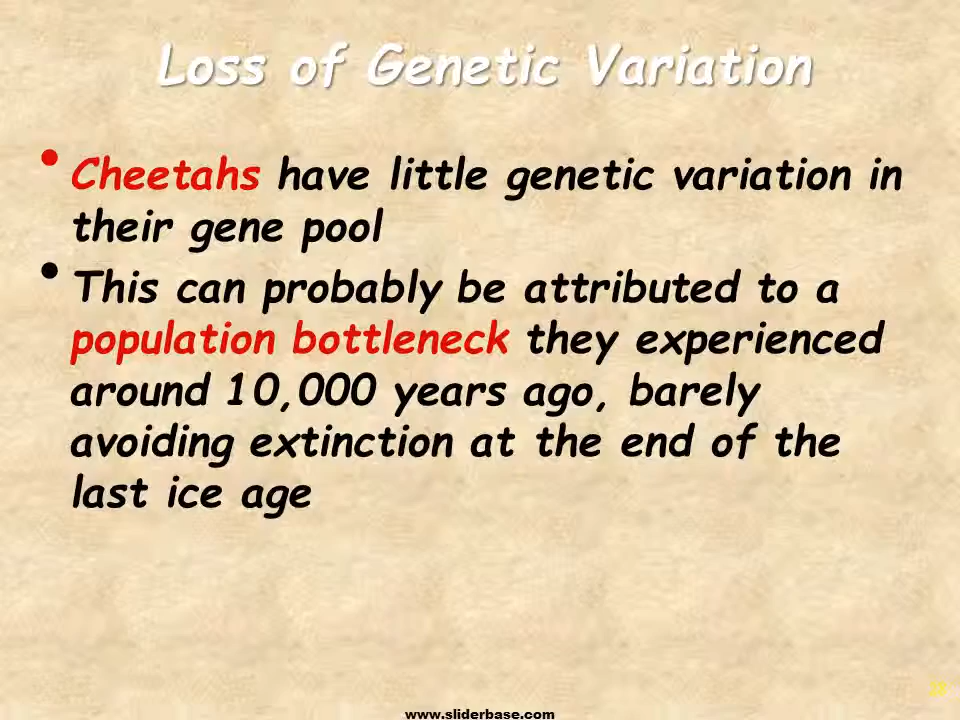 Loss of Genetic Variation
• Cheetahs have little genetic variation in
their gene pool
• This can probably be attributed to a
population bottleneck they experienced
around 10,000 years ago, barely
avoiding extinction at the end of the
last ice age
www.sliderbase.com